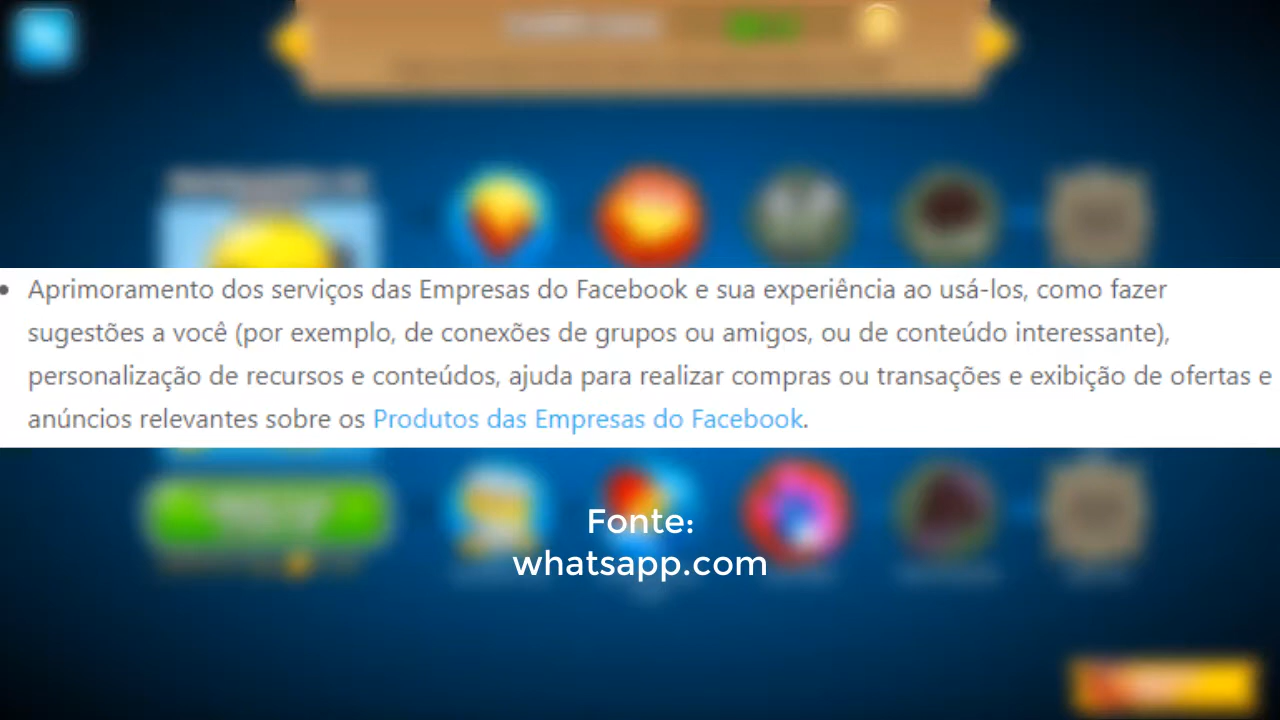 • Aprimoramento dos serviços das Empresas do Facebook e sua experiência ao usá-los, como fazer
sugestões a você (por exemplo, de conexões de grupos ou amigos, ou de conteúdo interessante),
personalização de recursos e conteúdos, ajuda para realizar compras ou transações e exibição de ofertas e
anúncios relevantes sobre os Produtos das Empresas do Facebook.
Fonte:
whatsapp.com